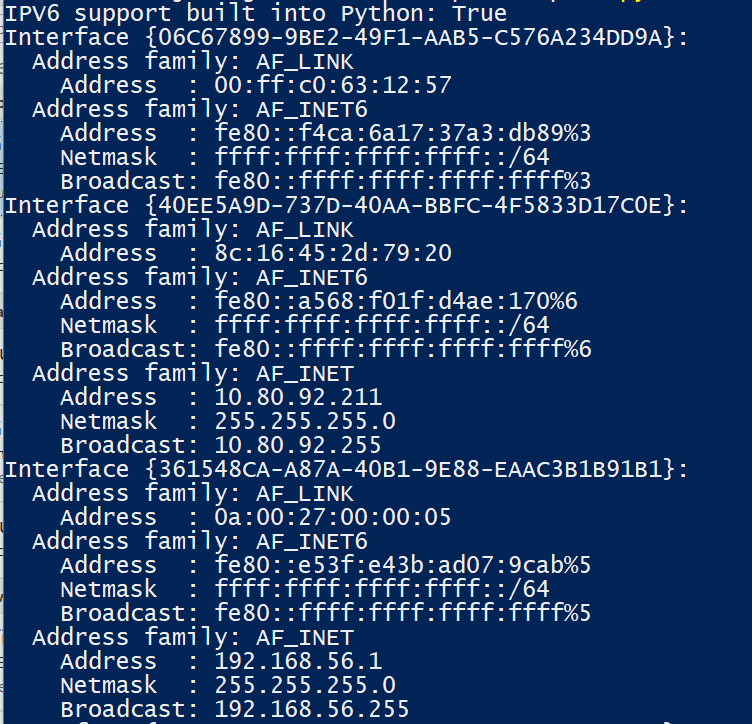 IPV6 support built into Python: True
Interface {06C67899-9BE2-49F1-AAB5-C576A234DD9A}:
  Address family: AF_LINK
    Address  : 00:ff:c0:63:12:57
  Address family: AF_INET6
    Address  : fe80::f4ca:6a17:37a3:db89%3
    Netmask  : ffff:ffff:ffff:ffff::/64
    Broadcast: fe80::ffff:ffff:ffff:ffff%3
Interface {40EE5A9D-737D-40AA-BBFC-4F5833D17C0E}:
  Address family: AF_LINK
    Address  : 8c:16:45:2d:79:20
  Address family: AF_INET6
    Address  : fe80::a568:f01f:d4ae:170%6
    Netmask  : ffff:ffff:ffff:ffff::/64
    Broadcast: fe80::ffff:ffff:ffff:ffff%6
  Address family: AF_INET
    Address  : 10.80.92.211
    Netmask  : 255.255.255.0
    Broadcast: 10.80.92.255
Interface {361548CA-A87A-40B1-9E88-EAAC3B1B91B1}:
  Address family: AF_LINK
    Address  : 0a:00:27:00:00:05
  Address family: AF_INET6
    Address  : fe80::e53f:e43b:ad07:9cab%5
    Netmask  : ffff:ffff:ffff:ffff::/64
    Broadcast: fe80::ffff:ffff:ffff:ffff%5
  Address family: AF_INET
    Address  : 192.168.56.1
    Netmask  : 255.255.255.0
    Broadcast: 192.168.56.255